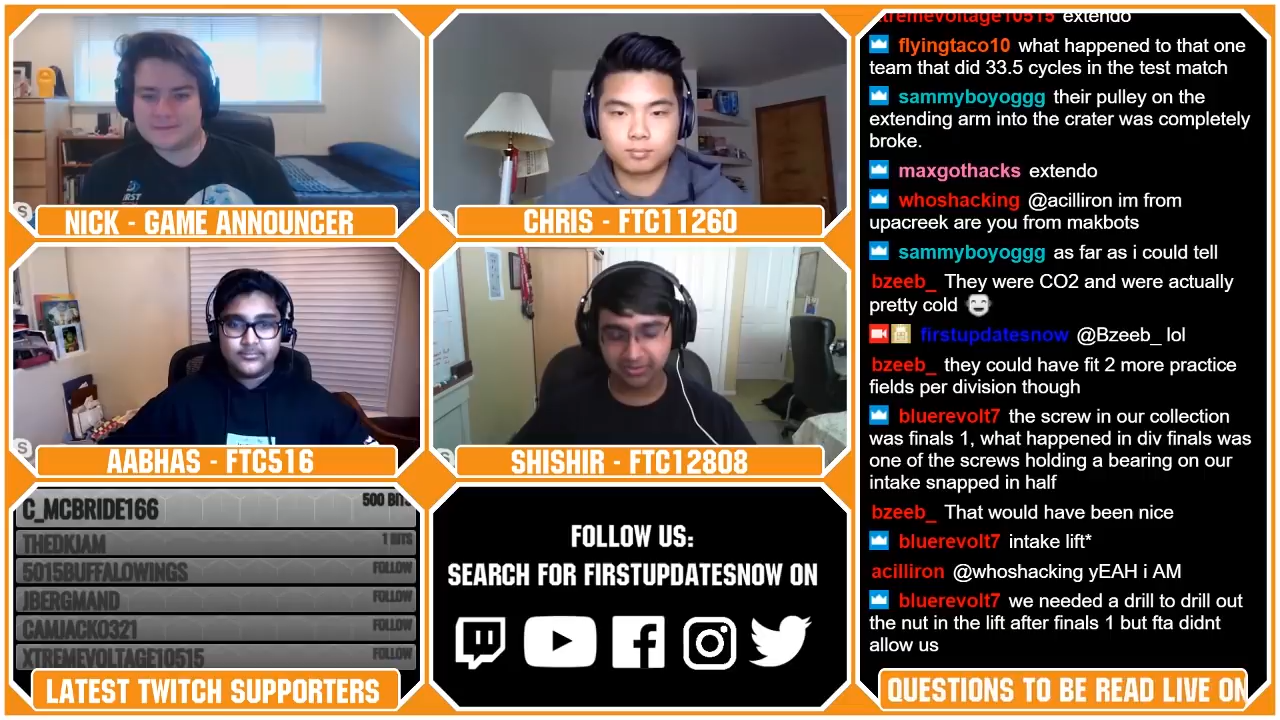 NICK - GAME ANNOUNCER
CHRIS - FTC11260
AABHAS - FTC516
SHISHIR - FTC12808
C_MCBRIDE166 500 BITS
THEDKJAM 1 BITS
5015BUFFALOWINGS FOLLOW
JBERGMAND FOLLOW
CAMJACKO321 FOLLOW
XTREMEVOLTAGE10515 FOLLOW
LATEST TWITCH SUPPORTERS
FOLLOW US:
SEARCH FOR FIRSTUPDATESNOW ON
xtremevoltage10515 extendo
flyingtaco10 what happened to that one
team that did 33.5 cycles in the test match
sammyboyoggg their pulley on the
extending arm into the crater was completely
broke.
maxgothacks extendo
whoshacking @acilliron im from
upacreek are you from makbots
sammyboyoggg as far as i could tell
bzeeb_ They were CO2 and were actually
pretty cold
firstupdatesnow @Bzeeb_ lol
bzeeb_ they could have fit 2 more practice
fields per division though
bluerevolt7 the screw in our collection
was finals 1, what happened in div finals was
one of the screws holding a bearing on our
intake snapped in half
bzeeb_ That would have been nice
bluerevolt7 intake lift*
acilliron @whoshacking yEAH i AM
bluerevolt7 we needed a drill to drill out
the nut in the lift after finals 1 but fta didnt
allow us
QUESTIONS TO BE READ LIVE ON